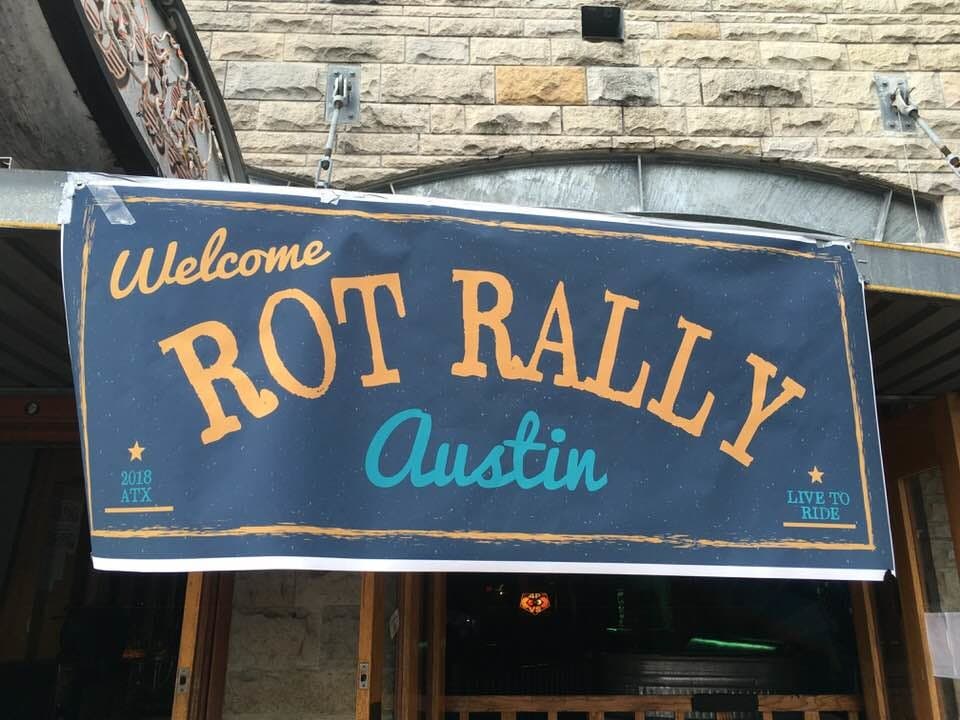 Welcome
ROT RALLY
Austin
2018
ATX
LIVE TO
RIDE